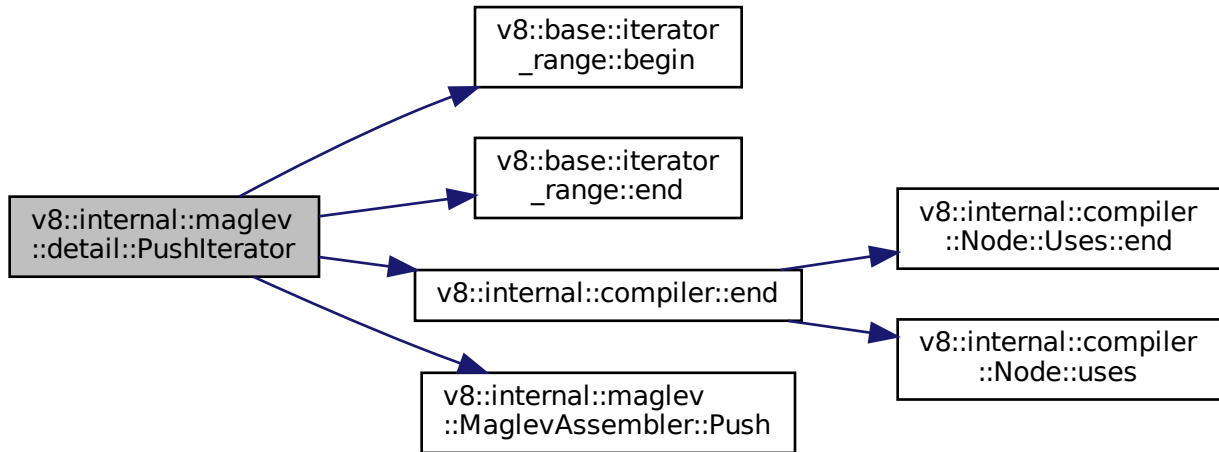 v8::base::iterator
_range::begin
v8::base::iterator
_range::end
v8::internal::maglev
::detail::PushIterator
v8::internal::compiler::end
v8::internal::maglev
::MaglevAssembler::Push
v8::internal::compiler
::Node::Uses::end
v8::internal::compiler
::Node::uses